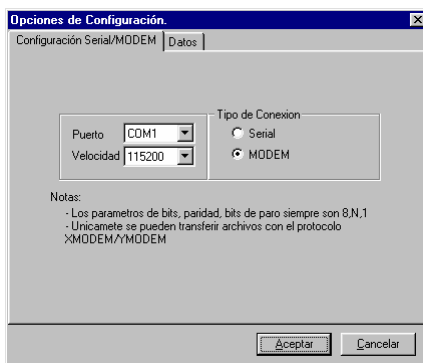 Opciones de Configuración.
Configuración Serial/MODEM Datos
Tipo de Conexion
Puerto COM1 Serial
Velocidad 115200 MODEM
Notas:
- Los parametros de bits, paridad, bits de paro siempre son 8,N,1
- Unicamete se pueden transferir archivos con el protocolo
XMODEM/YMODEM
Aceptar Cancelar